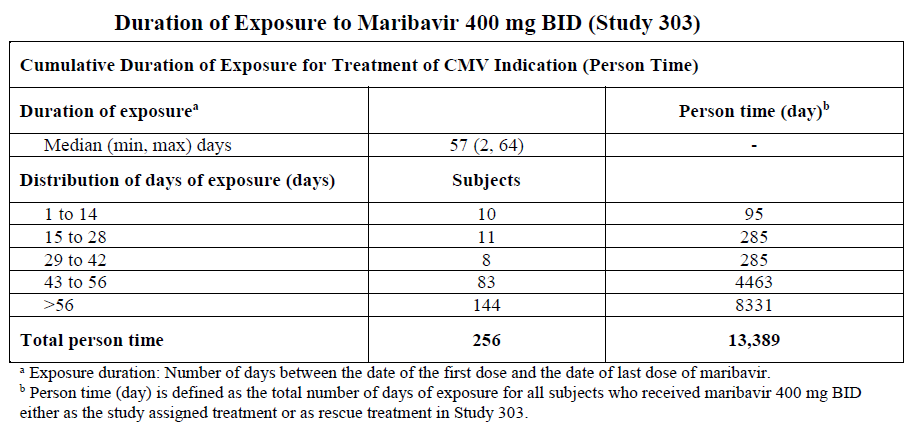 Duration of Exposure to Maribavir 400 mg BID (Study 303)
Cumulative Duration of Exposure for Treatment of CMV Indication (Person Time)
Duration of exposureᵃ Person time (day)ᵇ
Median (min, max) days 57 (2, 64) -
Distribution of days of exposure (days) Subjects
1 to 14 10 95
15 to 28 11 285
29 to 42 8 285
43 to 56 83 4463
>56 144 8331
Total person time 256 13,389
ᵃ Exposure duration: Number of days between the date of the first dose and the date of last dose of maribavir.
ᵇ Person time (day) is defined as the total number of days of exposure for all subjects who received maribavir 400 mg BID
either as the study assigned treatment or as rescue treatment in Study 303.